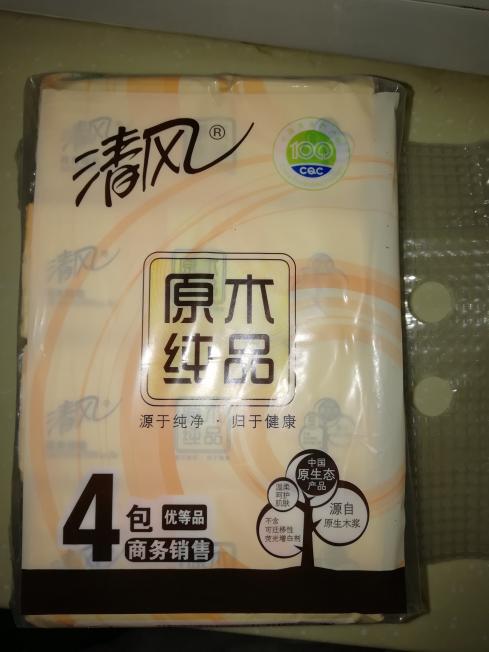 清风®
100
CQC
原木
纯品
源于纯净·归于健康
4包
优等品
商务销售
中国
原生态
产品
温柔
呵护
肌肤
源自
原生木浆
不含
可迁移性
荧光增白剂